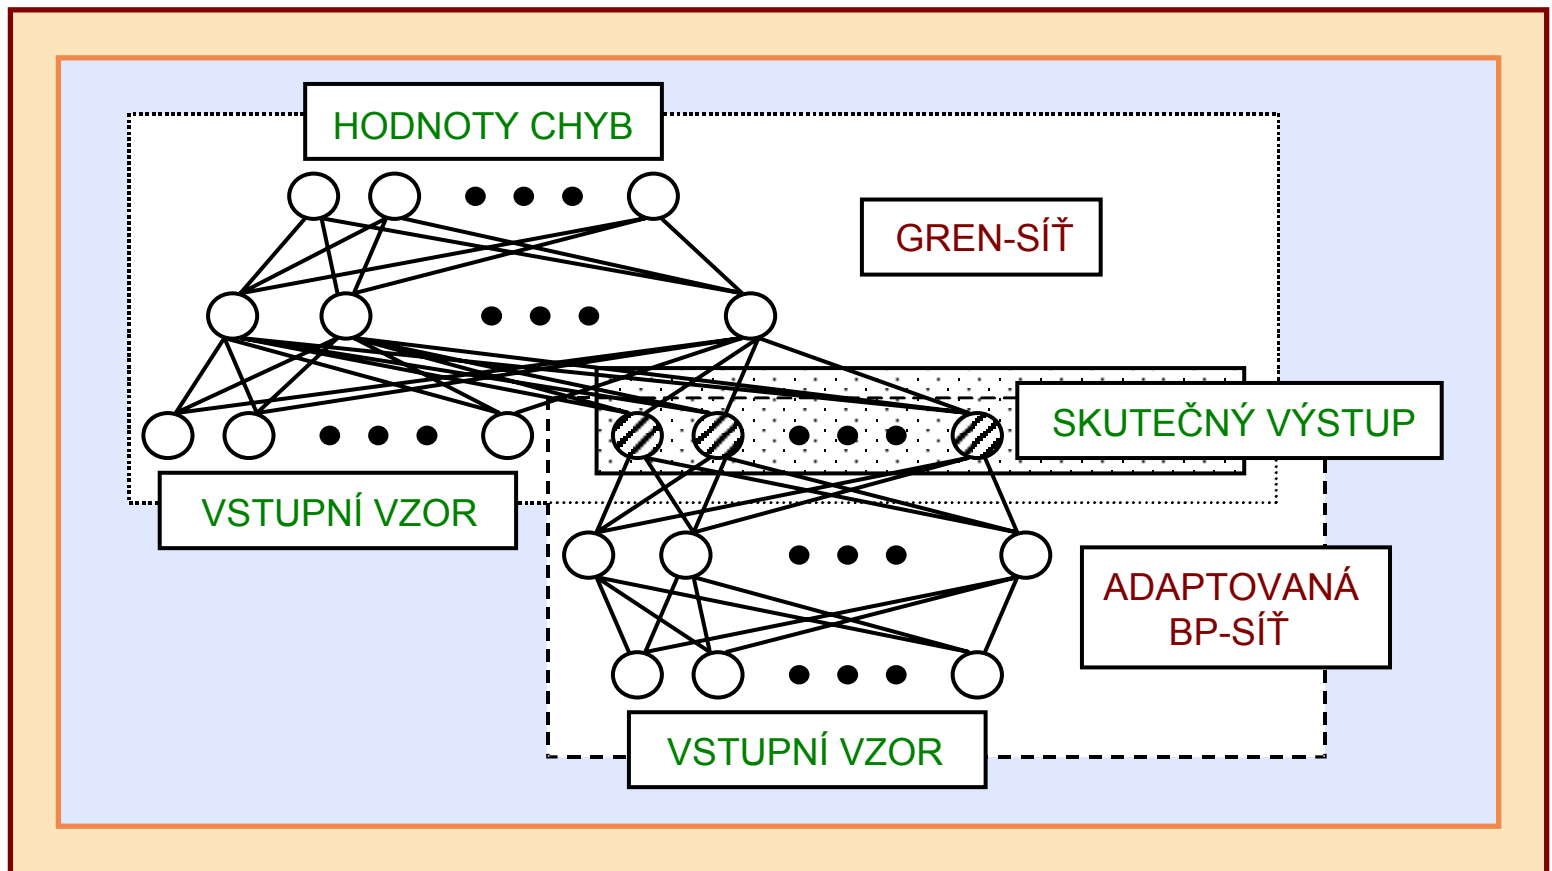 HODNOTY CHYB
GREN-SÍŤ
SKUTEČNÝ VÝSTUP
VSTUPNÍ VZOR
ADAPTOVANÁ
BP-SÍŤ
VSTUPNÍ VZOR